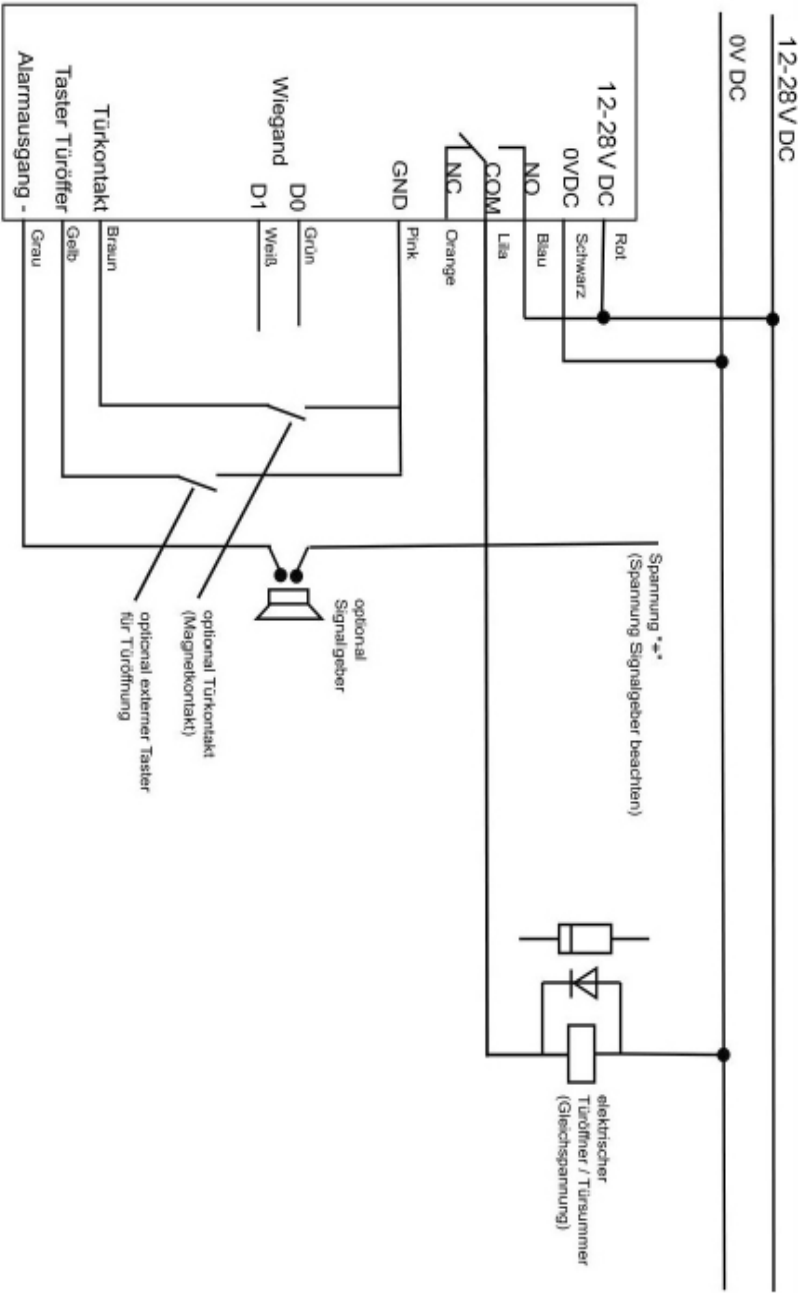 12-28V DC
0V DC
12-28V DC
0VDC
NO
COM
NC
GND
Wiegand
D0
D1
Türkontakt
Taster Türöffer
Alarmausgang -
Rot
Schwarz
Blau
Lila
Orange
Pink
Grün
Weiß
Braun
Gelb
Grau
Spannung "+"
(Spannung Signalgeber beachten)
optional
Signalgeber
optional Türkontakt
(Magnetkontakt)
optional externer Taster
für Türöffnung
elektrischer
Türöffner / Türsummer
(Gleichspannung)